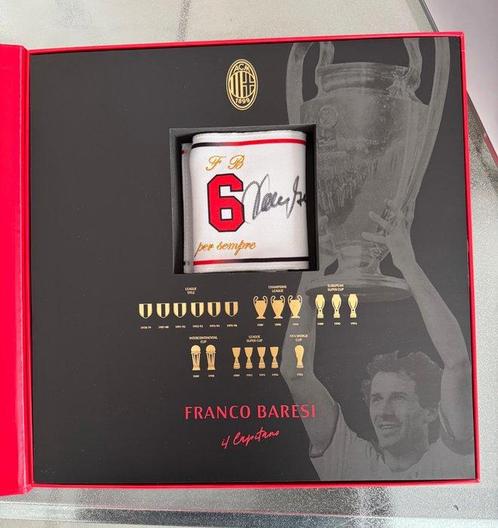 ACM
1899
F B
6
per sempre
LEAGUE
TITLE
CHAMPIONS
LEAGUE
EUROPEAN
SUPER CUP
INTERCONTINENTAL
CUP
LEAGUE
SUPER CUP
FIFA WORLD
CUP
FRANCO BARESI
il Capitano